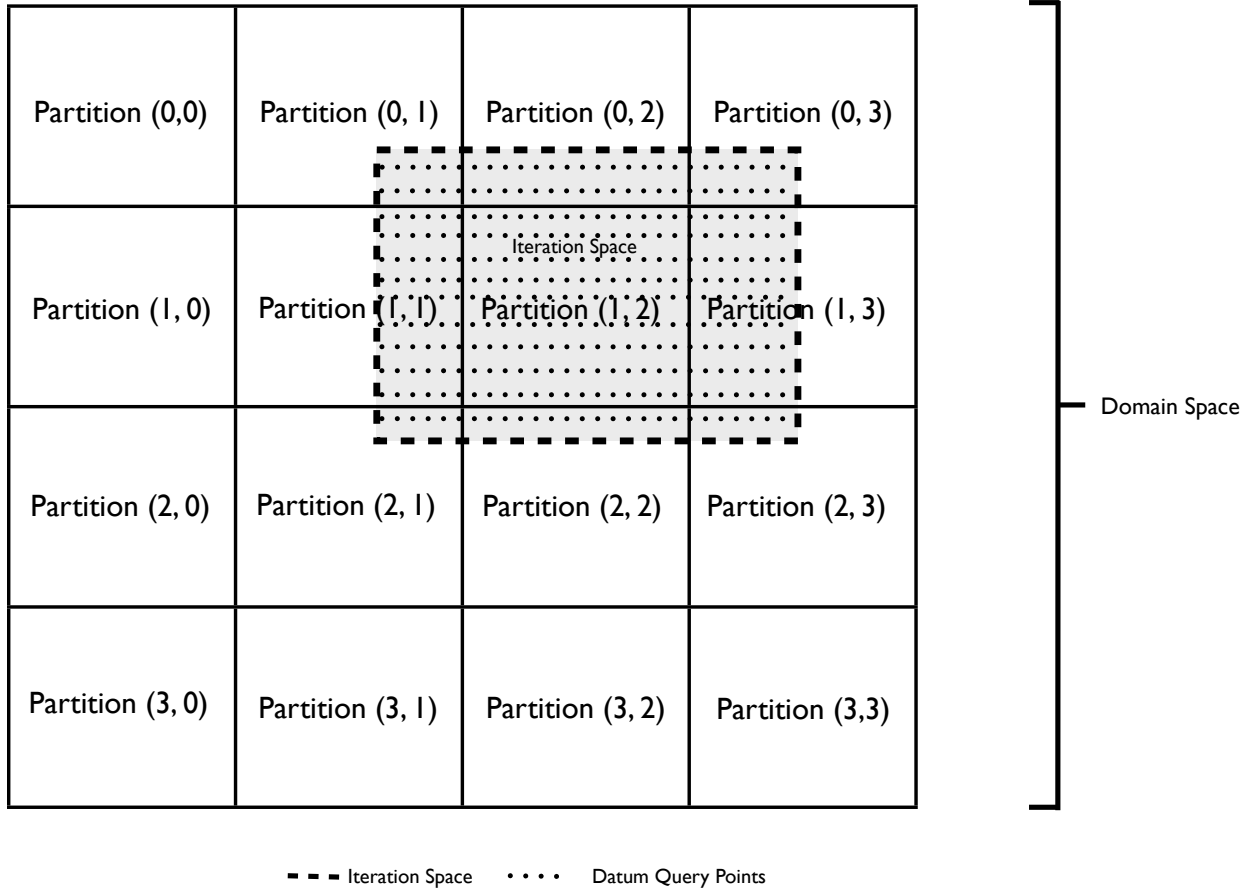 Partition (0,0) Partition (0, 1) Partition (0, 2) Partition (0, 3)
Iteration Space
Partition (1, 0) Partition (1, 1) Partition (1, 2) Partition (1, 3)
Domain Space
Partition (2, 0) Partition (2, 1) Partition (2, 2) Partition (2, 3)
Partition (3, 0) Partition (3, 1) Partition (3, 2) Partition (3,3)
Iteration Space Datum Query Points